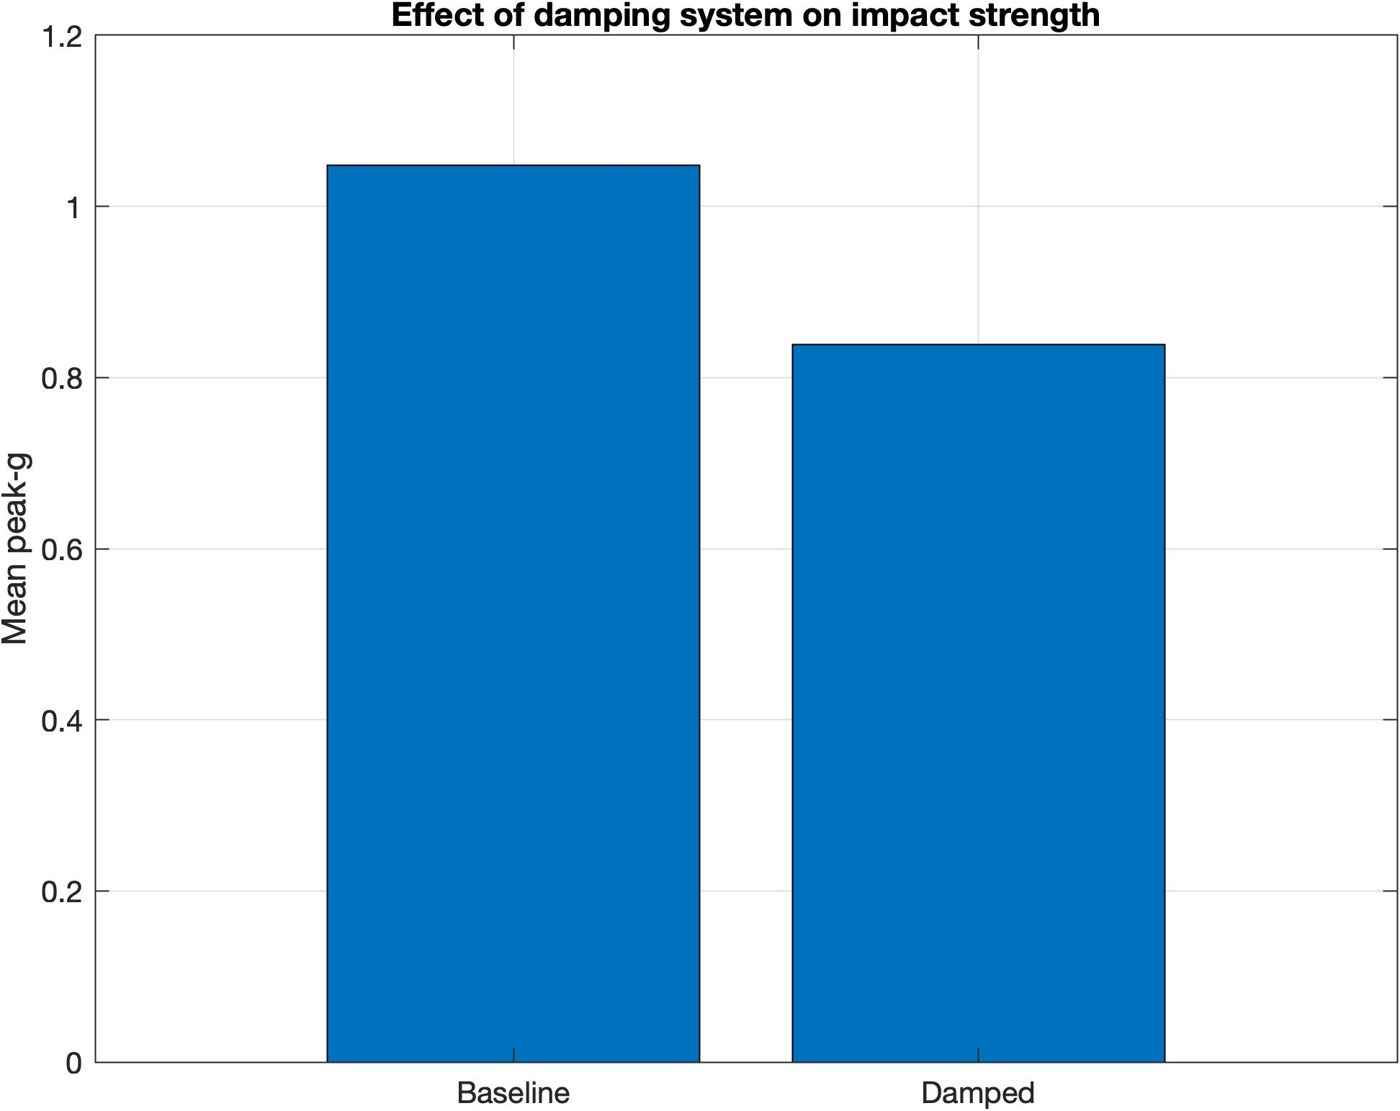 Effect of damping system on impact strength
1.2
1
0.8
0.6
0.4
0.2
0
Mean peak-g
Baseline
Damped